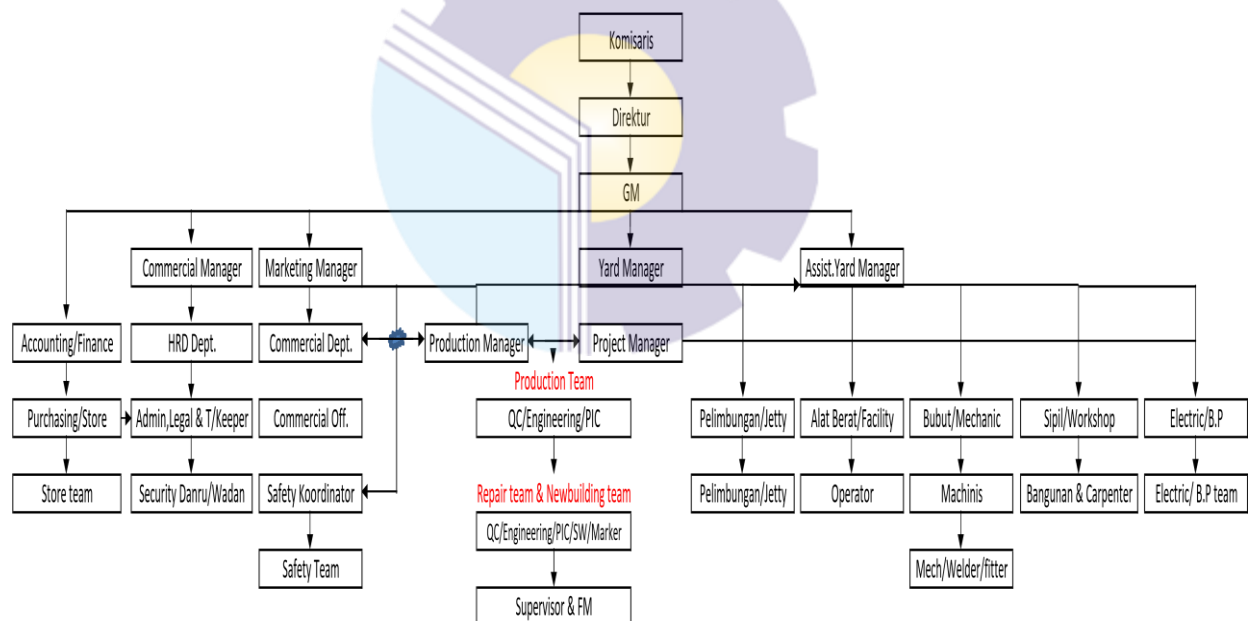 Komisaris
Direktur
GM
Commercial Manager
Marketing Manager
Yard Manager
Assist.Yard Manager
Accounting/Finance
HRD Dept.
Commercial Dept.
Production Manager
Project Manager
Production Team
Purchasing/Store
Admin,Legal & T/Keeper
Commercial Off.
QC/Engineering/PIC
Pelimbungan/Jetty
Alat Berat/Facility
Bubut/Mechanic
Sipil/Workshop
Electric/B.P
Store team
Security Danru/Wadan
Safety Koordinator
Repair team & Newbuilding team
Pelimbungan/Jetty
Operator
Machinis
Bangunan & Carpenter
Electric/ B.P team
QC/Engineering/PIC/SW/Marker
Safety Team
Mech/Welder/fitter
Supervisor & FM